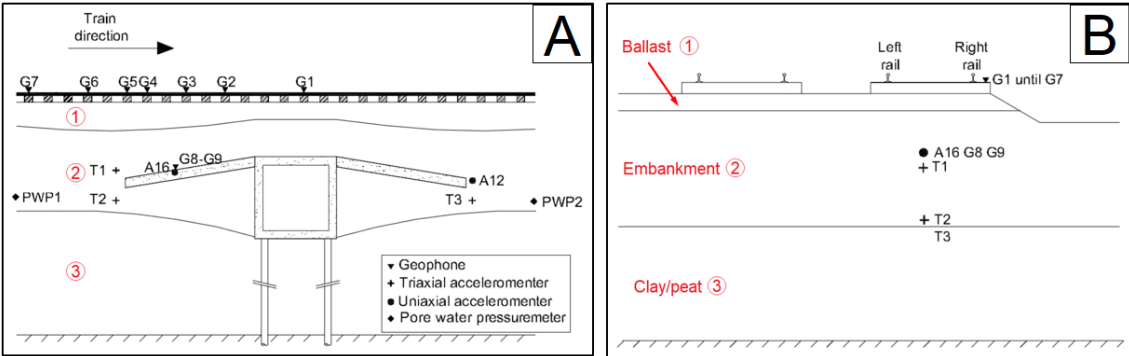 A
Train
direction
G7 G6 G5 G4 G3 G2 G1
①
②
T1
A16
G8-G9
A12
PWP1
T2
T3
PWP2
③
Geophone
Triaxial acceleromenter
Uniaxial acceleromenter
Pore water pressuremeter
B
Ballast ①
Left
rail
Right
rail
G1 until G7
Embankment ②
A16 G8 G9
T1
T2
T3
Clay/peat ③